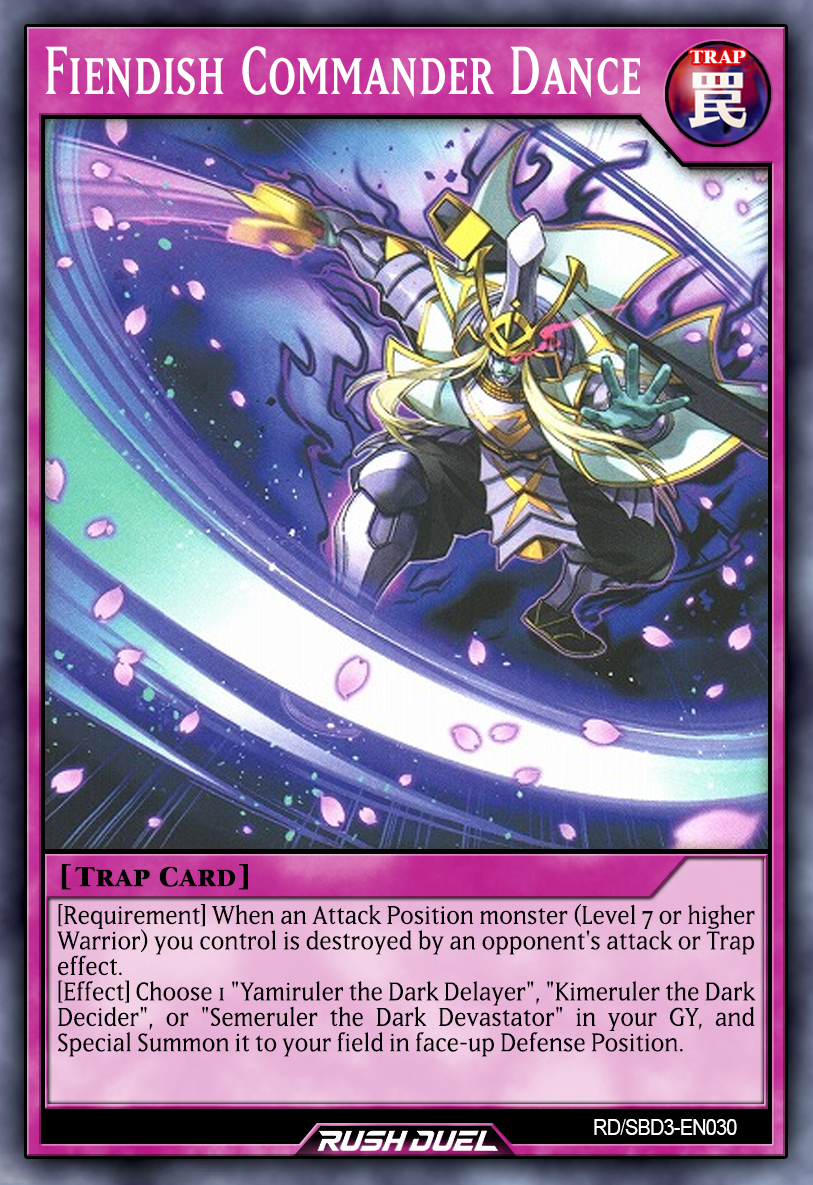 Fiendish Commander Dance
TRAP
罠
[Trap Card]
[Requirement] When an Attack Position monster (Level 7 or higher
Warrior) you control is destroyed by an opponent's attack or Trap
effect.
[Effect] Choose 1 "Yamiruler the Dark Delayer", "Kimeruler the Dark
Decider", or "Semeruler the Dark Devastator" in your GY, and
Special Summon it to your field in face-up Defense Position.
RD/SBD3-EN030
RUSH DUEL